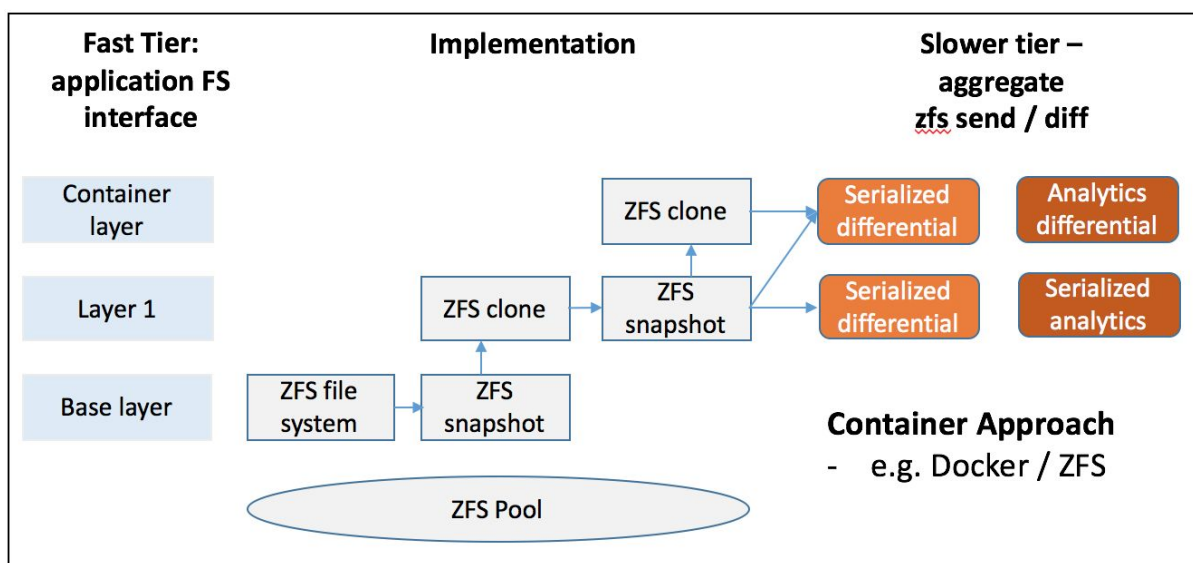 Fast Tier:
application FS
interface
Implementation
Slower tier –
aggregate
zfs send / diff
Container
layer
ZFS clone
Serialized
differential
Analytics
differential
Layer 1
ZFS clone
ZFS
snapshot
Serialized
differential
Serialized
analytics
Base layer
ZFS file
system
ZFS
snapshot
Container Approach
- e.g. Docker / ZFS
ZFS Pool